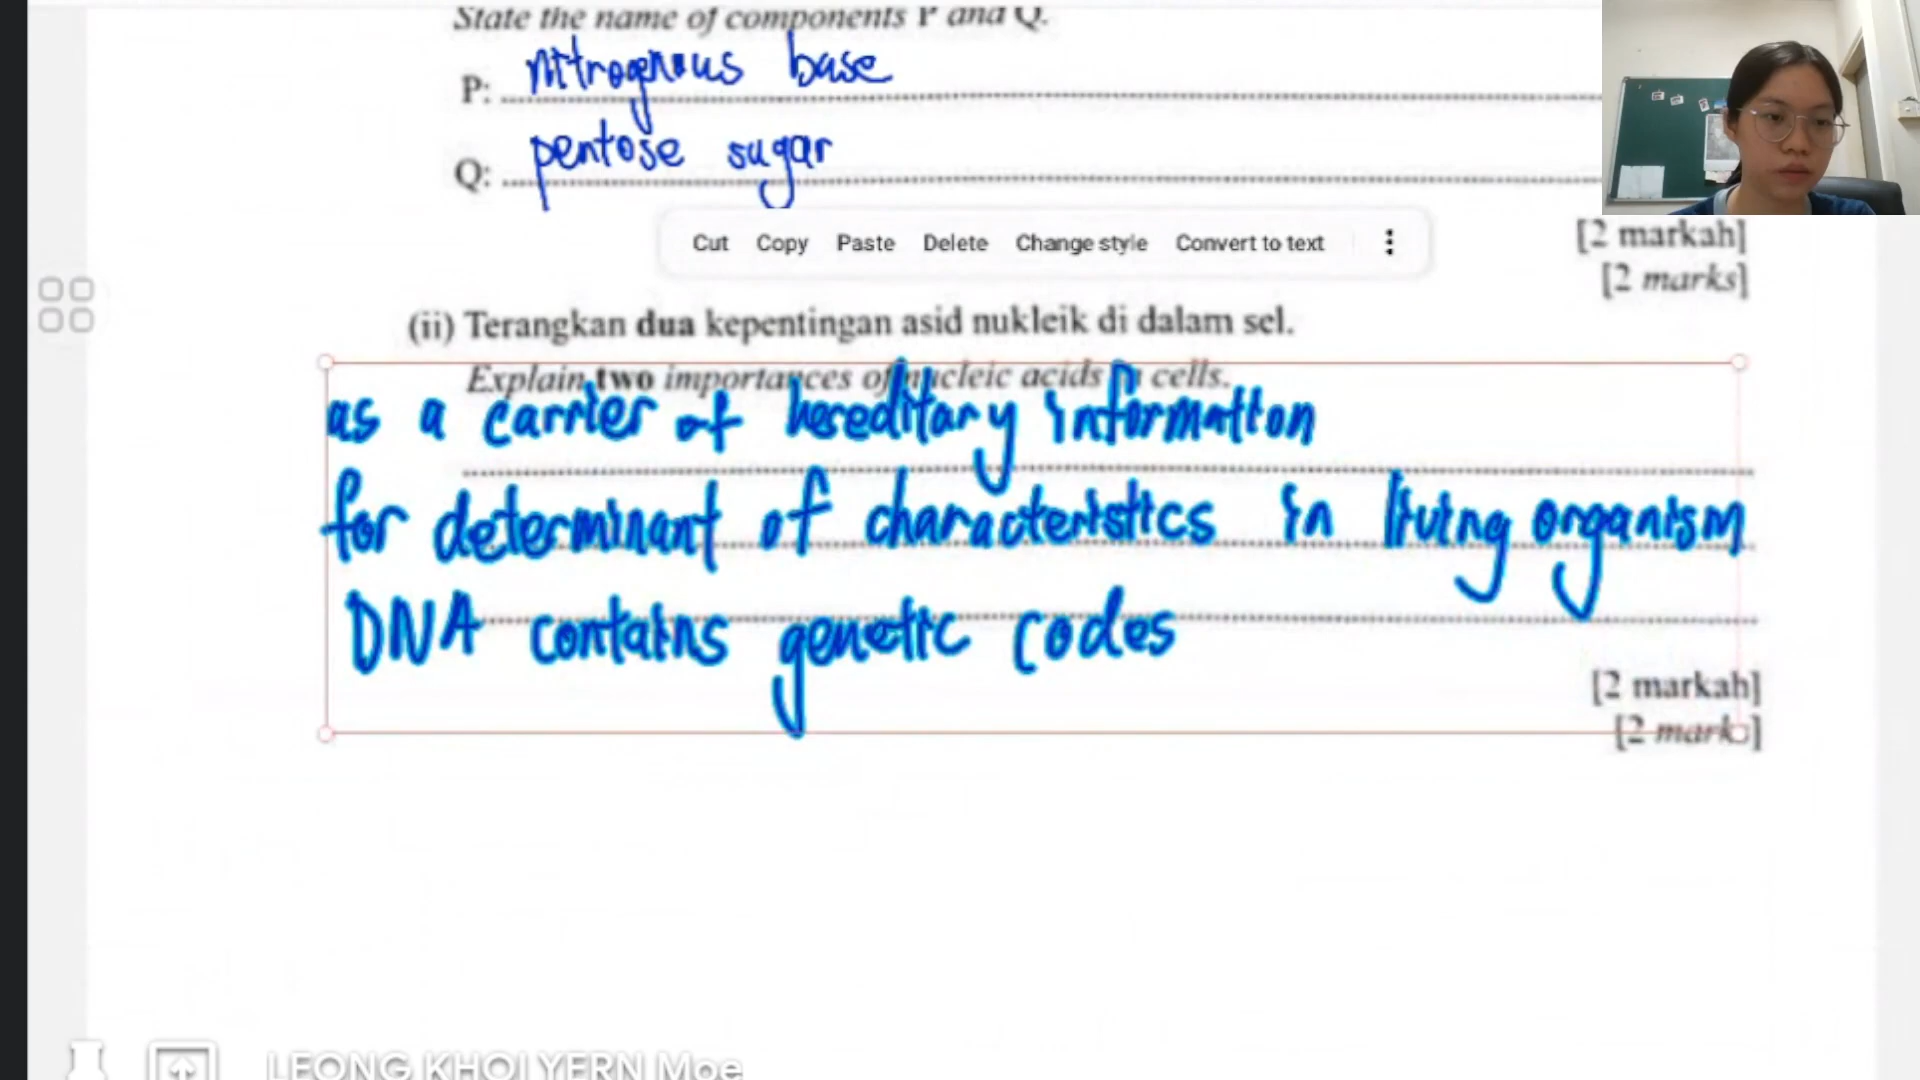 State the name of components P and Q.
P: nitrogenous base
Q: pentose sugar
[2 markah]
[2 marks]
Cut Copy Paste Delete Change style Convert to text
(ii) Terangkan dua kepentingan asid nukleik di dalam sel.
Explain two importances of nucleic acids in cells.
as a carrier of hereditary information
for determinant of characteristics in living organism
DNA contains genetic codes
[2 markah]
[2 marks]
LEONG KHOI YERN Moe